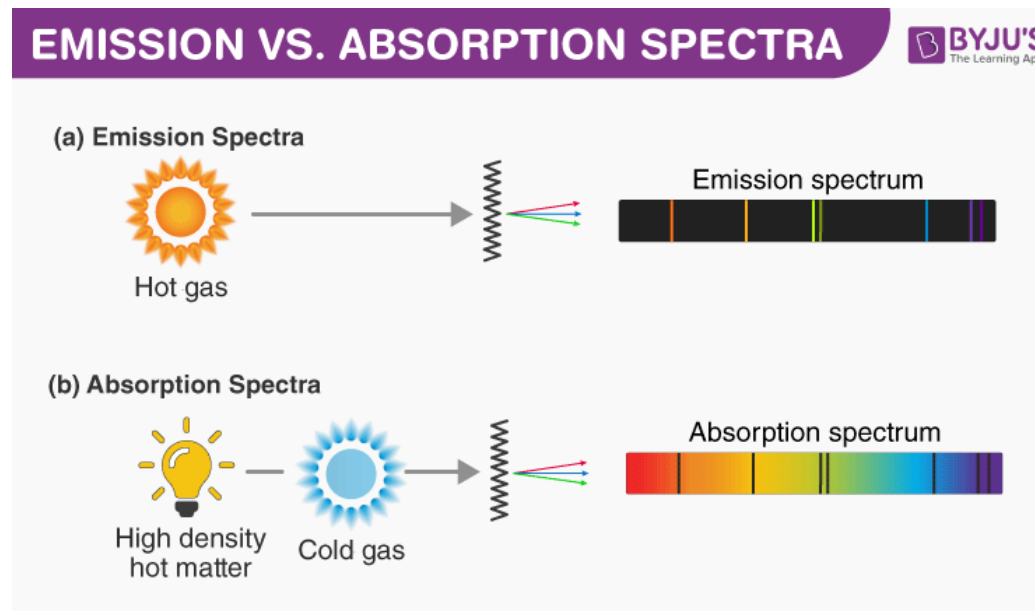 EMISSION VS. ABSORPTION SPECTRA
BYJU'S
The Learning Ap
(a) Emission Spectra
Emission spectrum
Hot gas
(b) Absorption Spectra
Absorption spectrum
High density
hot matter
Cold gas